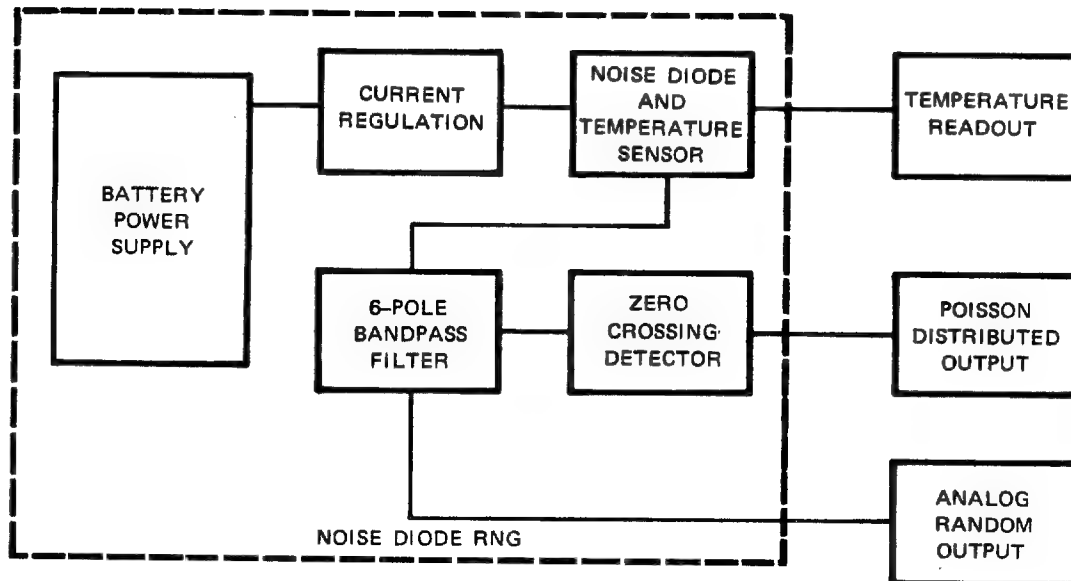 BATTERY
POWER
SUPPLY
CURRENT
REGULATION
NOISE DIODE
AND
TEMPERATURE
SENSOR
TEMPERATURE
READOUT
6-POLE
BANDPASS
FILTER
ZERO
CROSSING
DETECTOR
POISSON
DISTRIBUTED
OUTPUT
ANALOG
RANDOM
OUTPUT
NOISE DIODE RNG